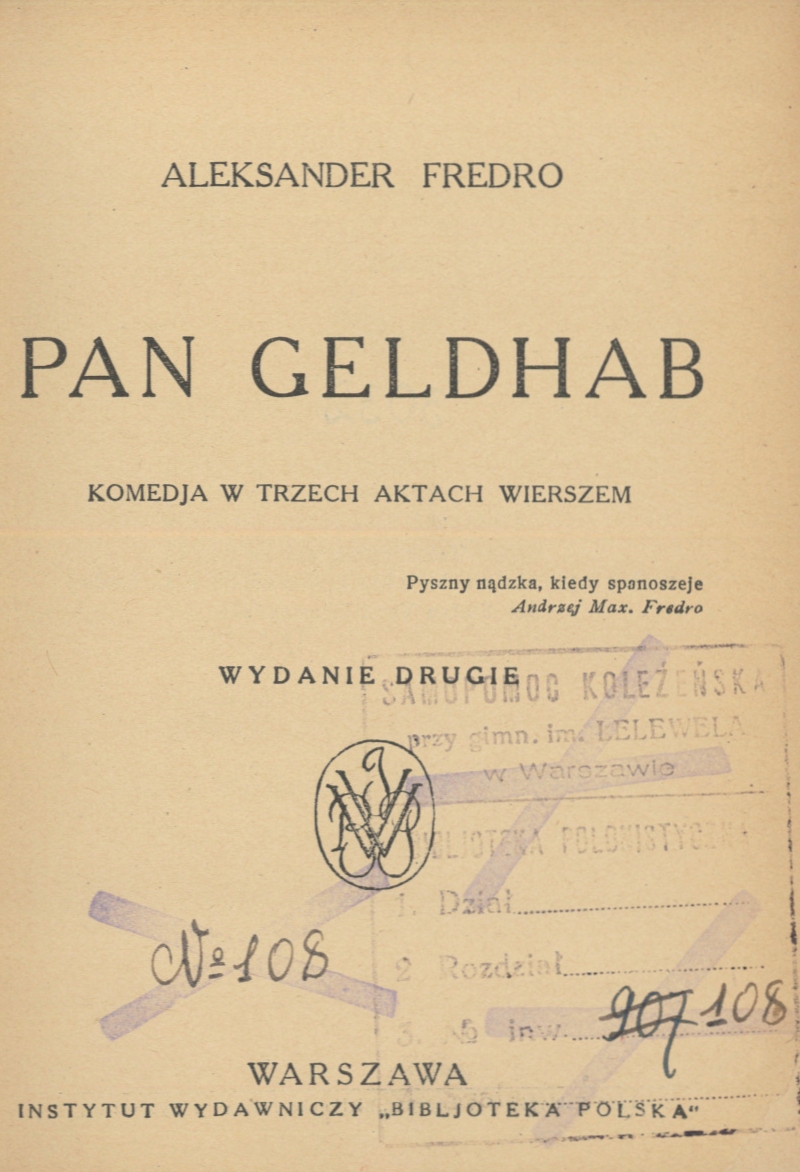 ALEKSANDER FREDRO
PAN GELDHAB
KOMEDJA W TRZECH AKTACH WIERSZEM
Pyszny nądzka, kiedy spanoszeje
Andrzej Max. Fredro
WYDANIE DRUGIE
SAMOPOMOC KOLEŻEŃSKA
przy gimn. im. LELEWELA
w Warszawie
BIBLJOTEKA POLONISTYCZNA
1. Dział
2 Rozdział
3. № inw. 907 108
№ 108
WARSZAWA
INSTYTUT WYDAWNICZY „BIBLJOTEKA POLSKA“